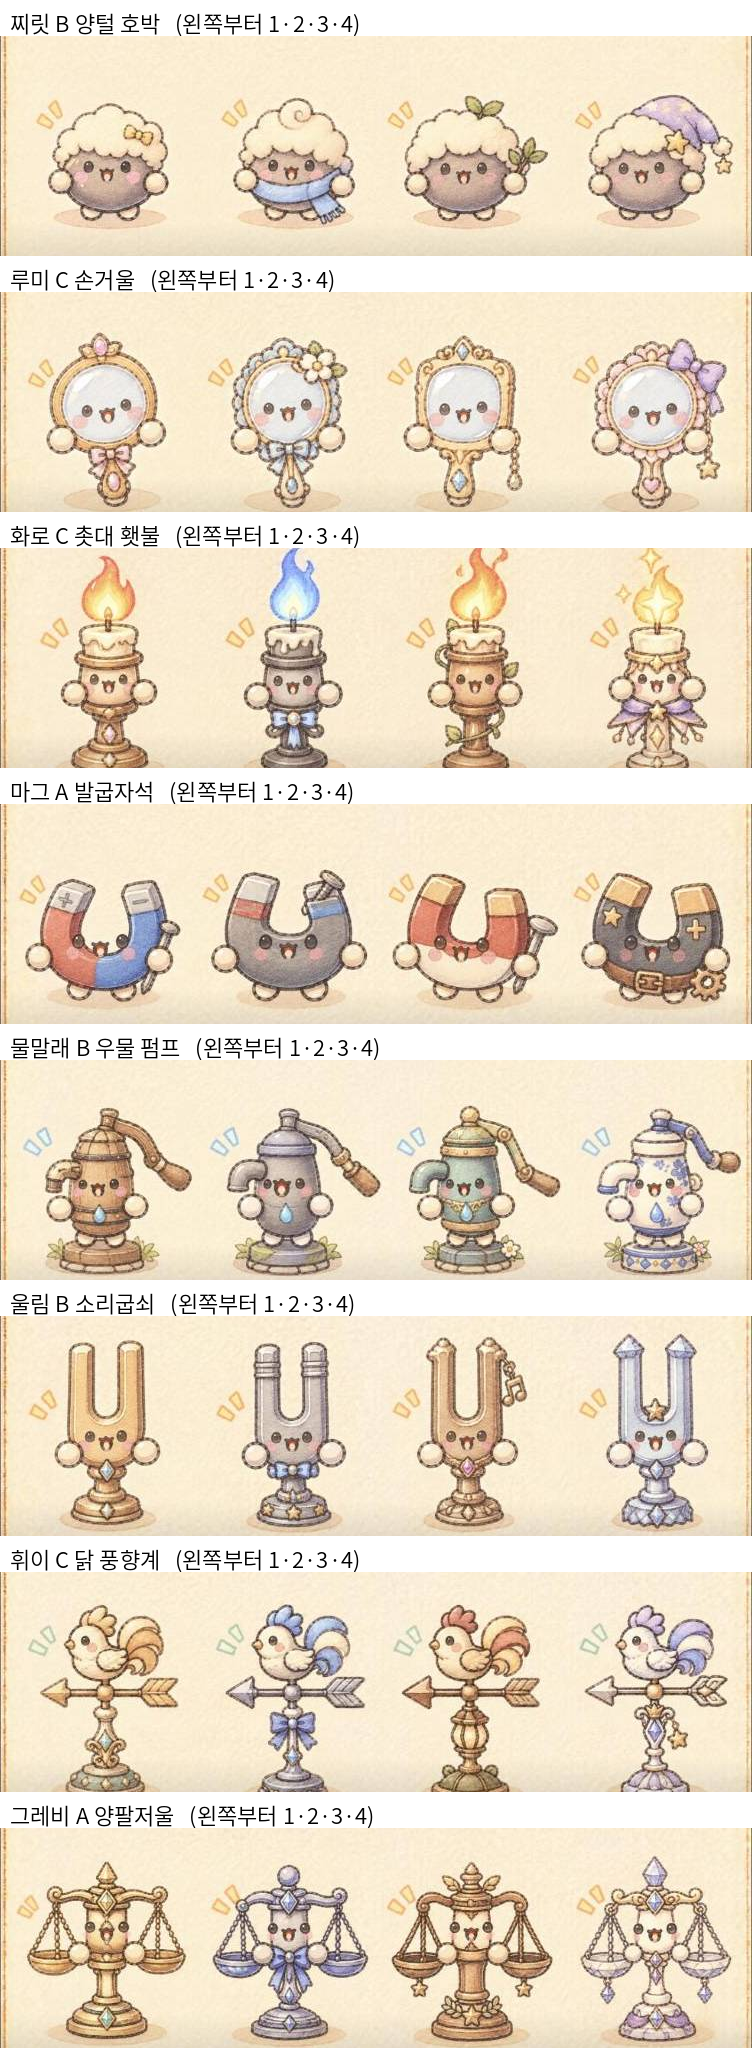 찌릿 B 양털 호박 (왼쪽부터 1·2·3·4)
루미 C 손거울 (왼쪽부터 1·2·3·4)
화로 C 촛대 횃불 (왼쪽부터 1·2·3·4)
마그 A 발굽자석 (왼쪽부터 1·2·3·4)
물말래 B 우물 펌프 (왼쪽부터 1·2·3·4)
울림 B 소리굽쇠 (왼쪽부터 1·2·3·4)
휘이 C 닭 풍향계 (왼쪽부터 1·2·3·4)
그레비 A 양팔저울 (왼쪽부터 1·2·3·4)